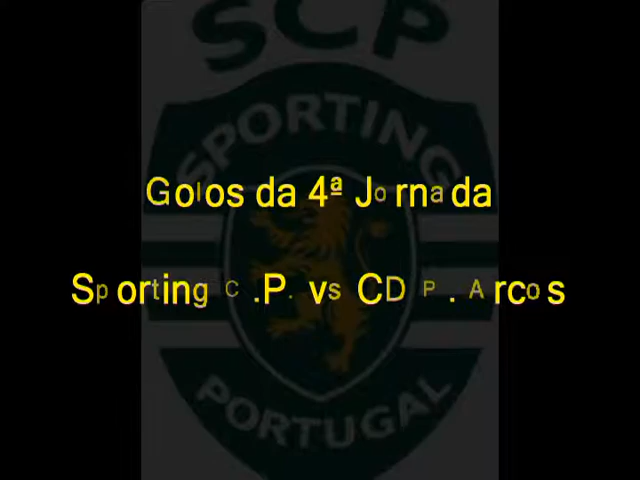 SCP
SPORTING
Golos da 4ª Jornada
Sporting C.P. vs CD P. Arcos
PORTUGAL